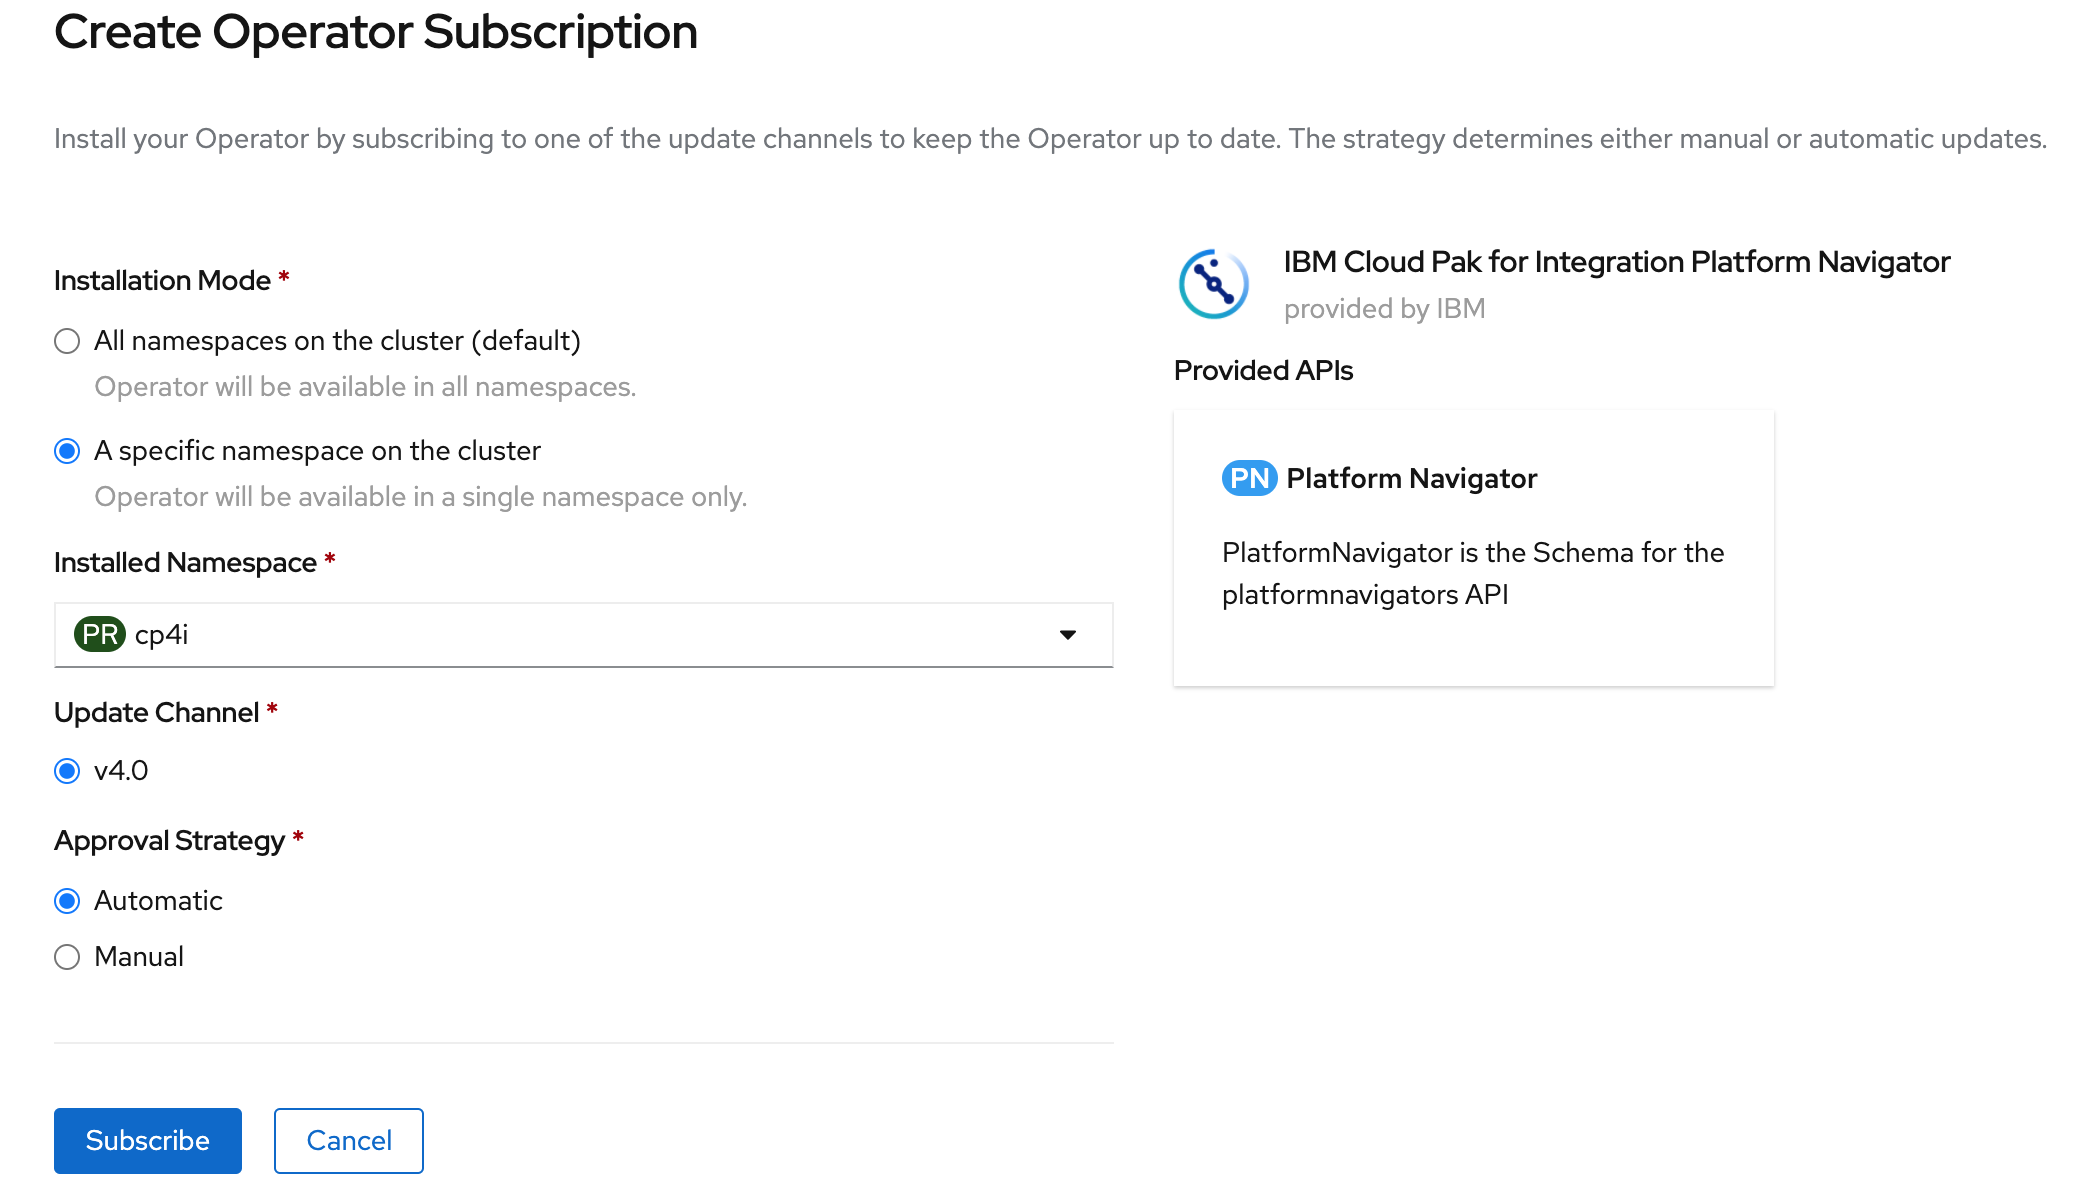 Create Operator Subscription
Install your Operator by subscribing to one of the update channels to keep the Operator up to date. The strategy determines either manual or automatic updates.
Installation Mode *
All namespaces on the cluster (default)
Operator will be available in all namespaces.
A specific namespace on the cluster
Operator will be available in a single namespace only.
Installed Namespace *
PR cp4i
Update Channel *
v4.0
Approval Strategy *
Automatic
Manual
Subscribe Cancel
IBM Cloud Pak for Integration Platform Navigator
provided by IBM
Provided APIs
PN Platform Navigator
PlatformNavigator is the Schema for the
platformnavigators API